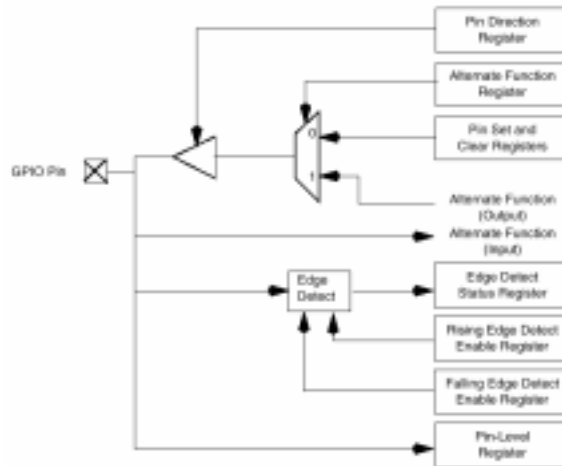 Pin Direction
Register
Alternate Function
Register
0
Pin Set and
Clear Registers
GPIO Pin
1
Alternate Function
(Output)
Alternate Function
(Input)
Edge
Detect
Edge Detect
Status Register
Rising Edge Detect
Enable Register
Falling Edge Detect
Enable Register
Pin-Level
Register